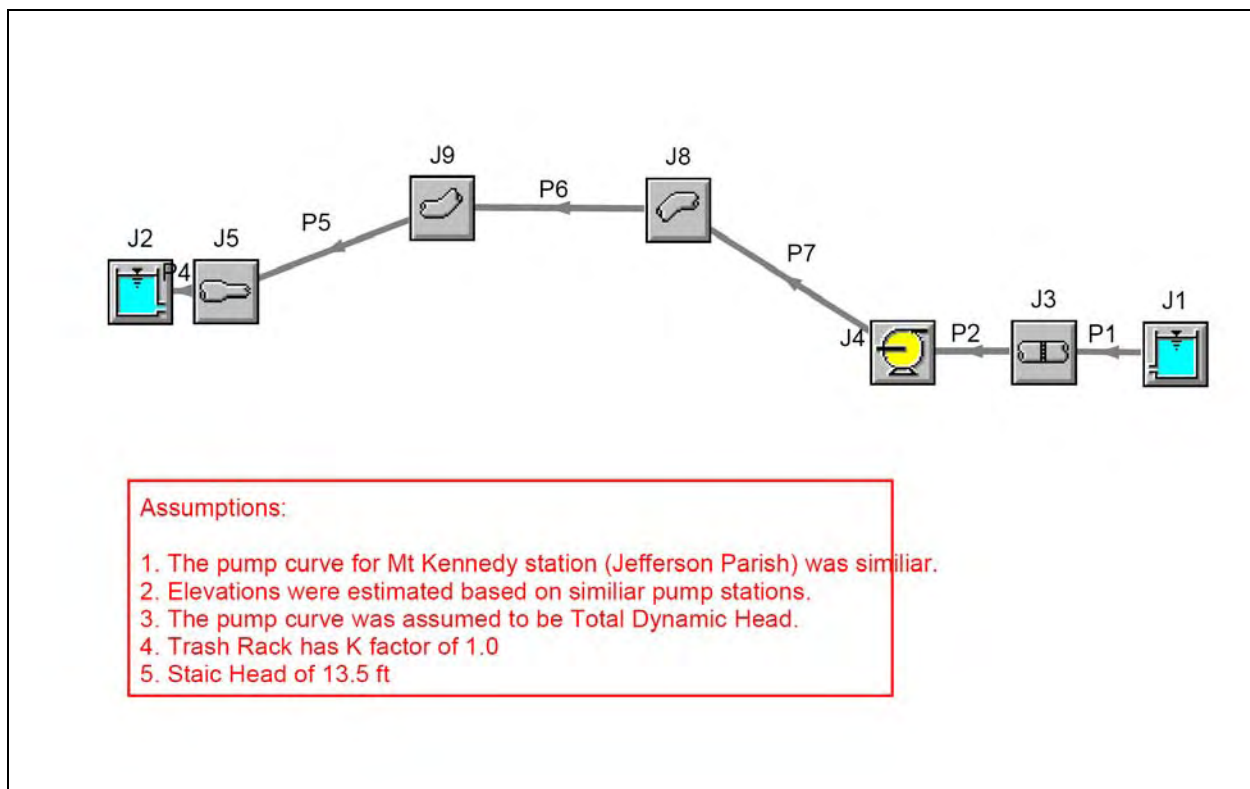 J9
J8
P6
P5
J2
J5
P7
P4
J3
J1
J4
P2
P1
Assumptions:
1. The pump curve for Mt Kennedy station (Jefferson Parish) was similiar.
2. Elevations were estimated based on similiar pump stations.
3. The pump curve was assumed to be Total Dynamic Head.
4. Trash Rack has K factor of 1.0
5. Staic Head of 13.5 ft